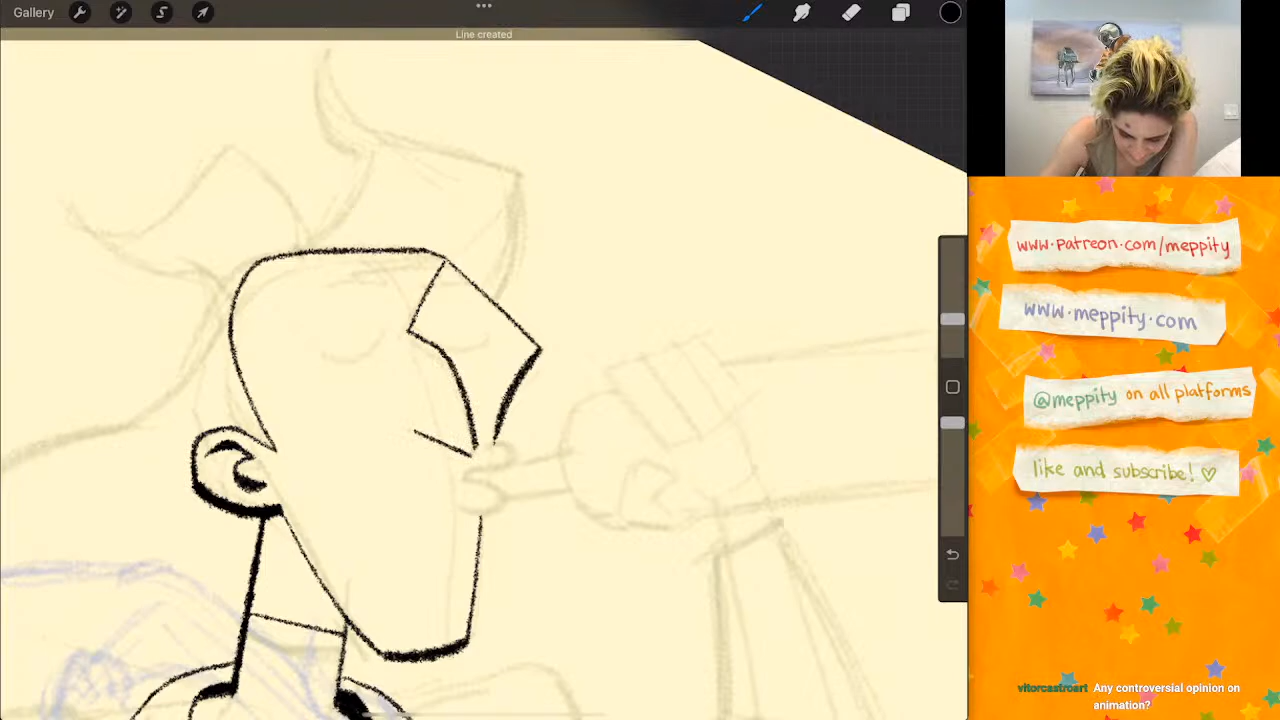 Gallery
Line created
www.patreon.com/meppity
www.meppity.com
@meppity on all platforms
like and subscribe! ♡
vitorcastroart Any controversial opinion on
animation?